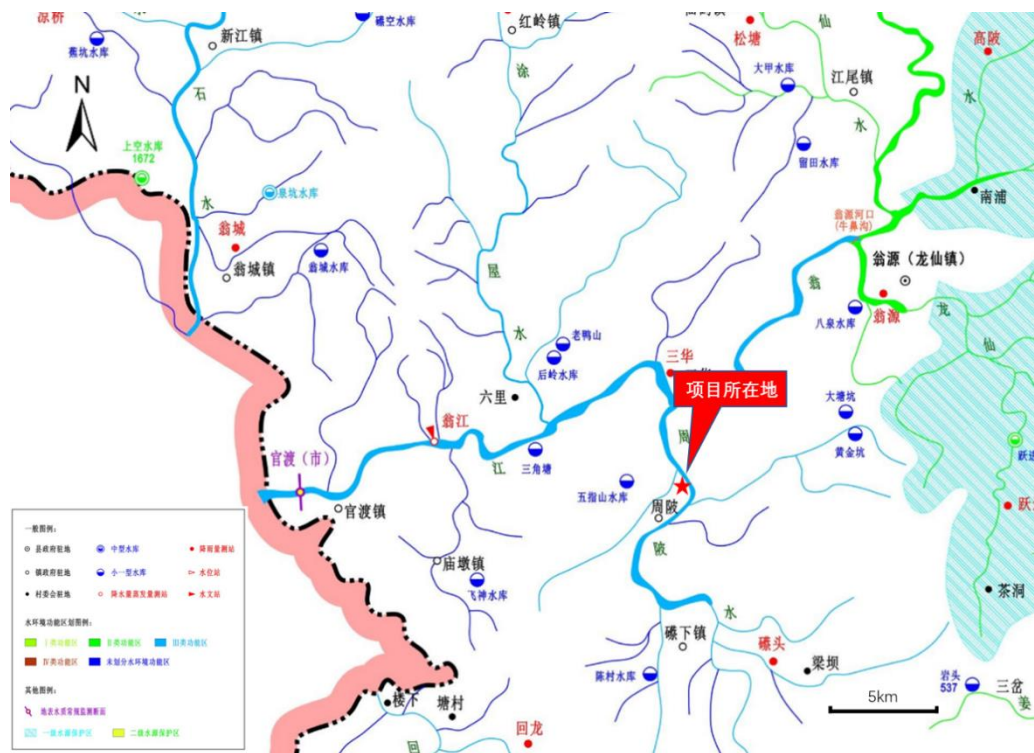 凉桥
蕉坑水库
新江镇
礤空水库
红岭镇
松塘
仙
高陂
大甲水库
江尾镇
涂
石
水
水
N
上空水库
1672
泉坑水库
留田水库
南浦
水
翁源河口
(牛鼻沟)
翁城
翁城镇
翁城水库
屋
翁源（龙仙镇）
翁
八泉水库
翁源
龙
仙
水
老鸭山
后岭水库
三华
六里
项目所在地
大塘坑
黄金坑
翁江
周
江
三角塘
官渡（市）
五指山水库
跃进
官渡镇
周陂
陂
庙墩镇
飞神水库
茶洞
水
礤下镇
礤头
梁坝
陈村水库
岩头
537
三岔
姜
楼下
塘村
回龙
回
5km
一般图例：
县政府驻地
中型水库
降雨量测站
镇政府驻地
小一型水库
水位站
村委会驻地
降水量蒸发量测站
水文站
水环境功能区划图例：
I类功能区
II类功能区
III类功能区
IV类功能区
未划分水环境功能区
其他图例：
地表水质常规监测断面
一级水源保护区
二级水源保护区